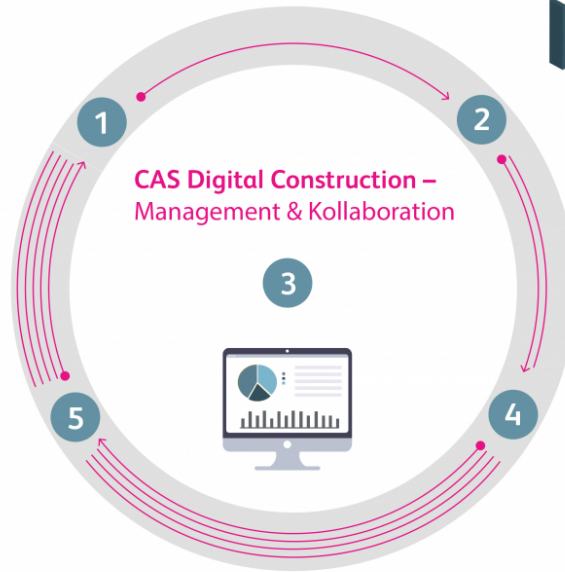 1
2
CAS Digital Construction –
Management & Kollaboration
3
5
4